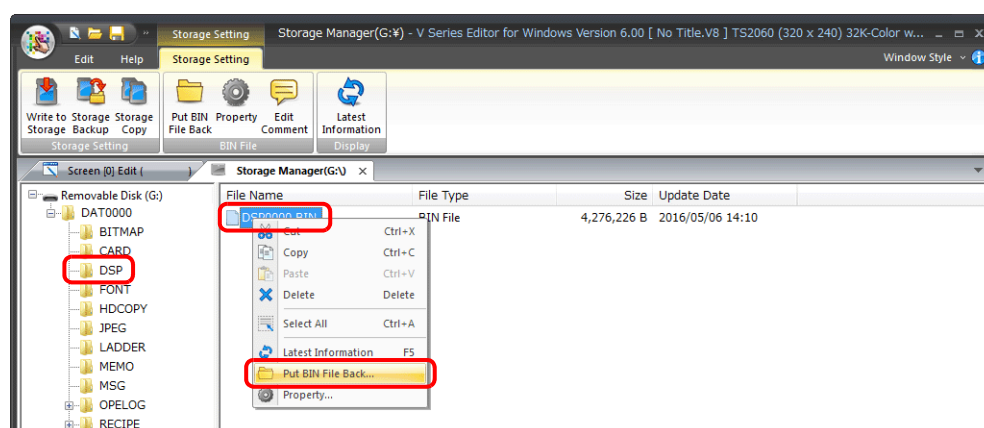 Storage Setting
Storage Manager(G:¥) - V Series Editor for Windows Version 6.00 [ No Title.V8 ] TS2060 (320 x 240) 32K-Color w...
Edit Help Storage Setting Window Style
Write to Storage
Storage Backup
Storage Copy
Put BIN File Back
Property
Edit Comment
Latest Information
Storage Setting
BIN File
Display
Screen [0] Edit ( )
Storage Manager(G:\)
Removable Disk (G:)
DAT0000
BITMAP
CARD
DSP
FONT
HDCOPY
JPEG
LADDER
MEMO
MSG
OPELOG
RECIPE
File Name File Type Size Update Date
DSP0000.BIN BIN File 4,276,226 B 2016/05/06 14:10
Cut Ctrl+X
Copy Ctrl+C
Paste Ctrl+V
Delete Delete
Select All Ctrl+A
Latest Information F5
Put BIN File Back...
Property...